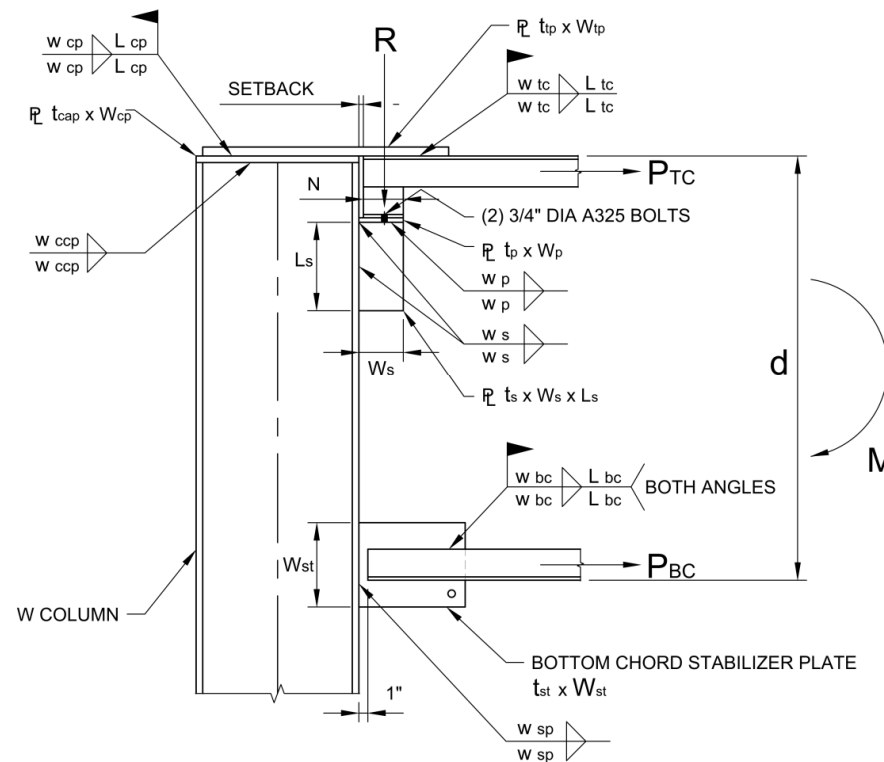 w cp L cp
w cp L cp
R
℄ ttp x Wtp
SETBACK
w tc L tc
w tc L tc
℄ tcap x Wcp
PTC
N
(2) 3/4" DIA A325 BOLTS
℄ tp x Wp
w ccp
w ccp
Ls
w p
w p
w s
w s
Ws
d
℄ ts x Ws x Ls
M
w bc L bc
w bc L bc
BOTH ANGLES
Wst
PBC
W COLUMN
BOTTOM CHORD STABILIZER PLATE
tst x Wst
1"
w sp
w sp